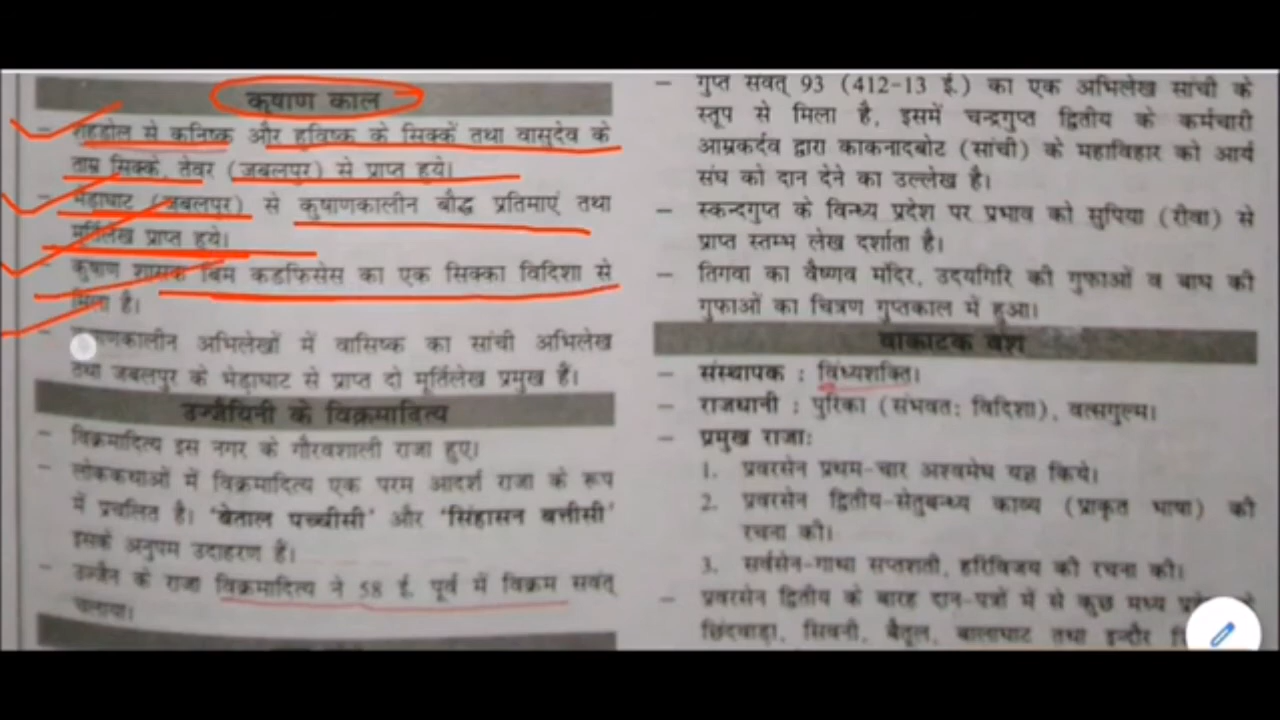 कुषाण काल
– शहडोल से कनिष्क और हुविष्क के सिक्कें तथा वासुदेव के
ताम्र सिक्के, तेवर (जबलपुर) से प्राप्त हुये।
– भेड़ाघाट (जबलपुर) से कुषाणकालीन बौद्ध प्रतिमाएं तथा
मूर्तिलेख प्राप्त हुये।
– कुषाण शासक बिम कडफिसेस का एक सिक्का विदिशा से
मिला है।
– कुषाणकालीन अभिलेखों में वासिष्क का सांची अभिलेख
तथा जबलपुर के भेड़ाघाट से प्राप्त दो मूर्तिलेख प्रमुख हैं।
उज्जैयिनी के विक्रमादित्य
– विक्रमादित्य इस नगर के गौरवशाली राजा हुए।
– लोककथाओं में विक्रमादित्य एक परम आदर्श राजा के रूप
में प्रचलित है। 'बेताल पच्चीसी' और 'सिंहासन बत्तीसी'
इसके अनुपम उदाहरण हैं।
– उज्जैन के राजा विक्रमादित्य ने 58 ई. पूर्व में विक्रम सवंत्
चलाया।
– गुप्त संवत् 93 (412-13 ई.) का एक अभिलेख सांची के
स्तूप से मिला है, इसमें चन्द्रगुप्त द्वितीय के कर्मचारी
आम्रकर्दव द्वारा काकनादबोट (सांची) के महाविहार को आर्य
संघ को दान देने का उल्लेख है।
– स्कन्दगुप्त के विन्ध्य प्रदेश पर प्रभाव को सुपिया (रीवा) से
प्राप्त स्तम्भ लेख दर्शाता है।
– तिगवा का वैष्णव मंदिर, उदयगिरि की गुफाओं व बाघ की
गुफाओं का चित्रण गुप्तकाल में हुआ।
वाकाटक वंश
– संस्थापक : विंध्यशक्ति।
– राजधानी : पुरिका (संभवतः विदिशा), वत्सगुल्म।
– प्रमुख राजाः
1. प्रवरसेन प्रथम-चार अश्वमेध यज्ञ किये।
2. प्रवरसेन द्वितीय-सेतुबन्ध्य काव्य (प्राकृत भाषा) की
रचना की।
3. सर्वसेन-गाथा सप्तशती, हरिविजय की रचना की।
– प्रवरसेन द्वितीय के बारह दान-पत्रों में से कुछ मध्य
छिंदवाड़ा, सिवनी, बैतूल, बालाघाट तथा इन्दौर